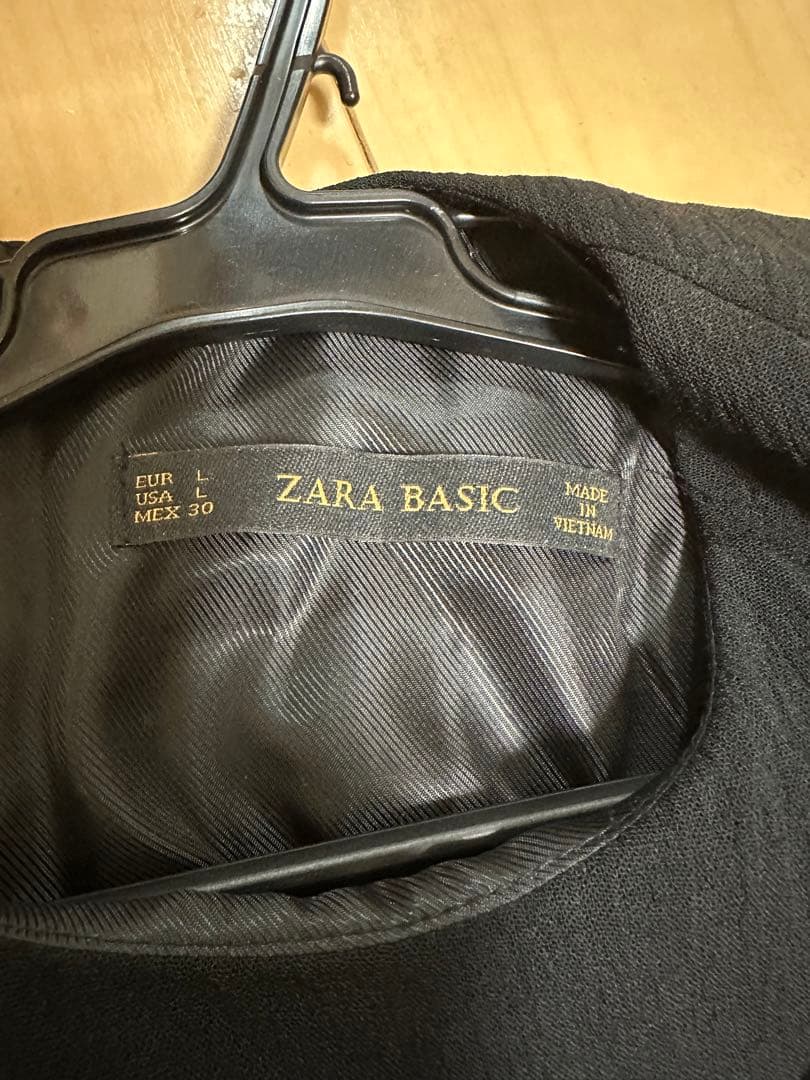 EUR L
USA L
MEX 30
ZARA BASIC
MADE
IN
VIETNAM